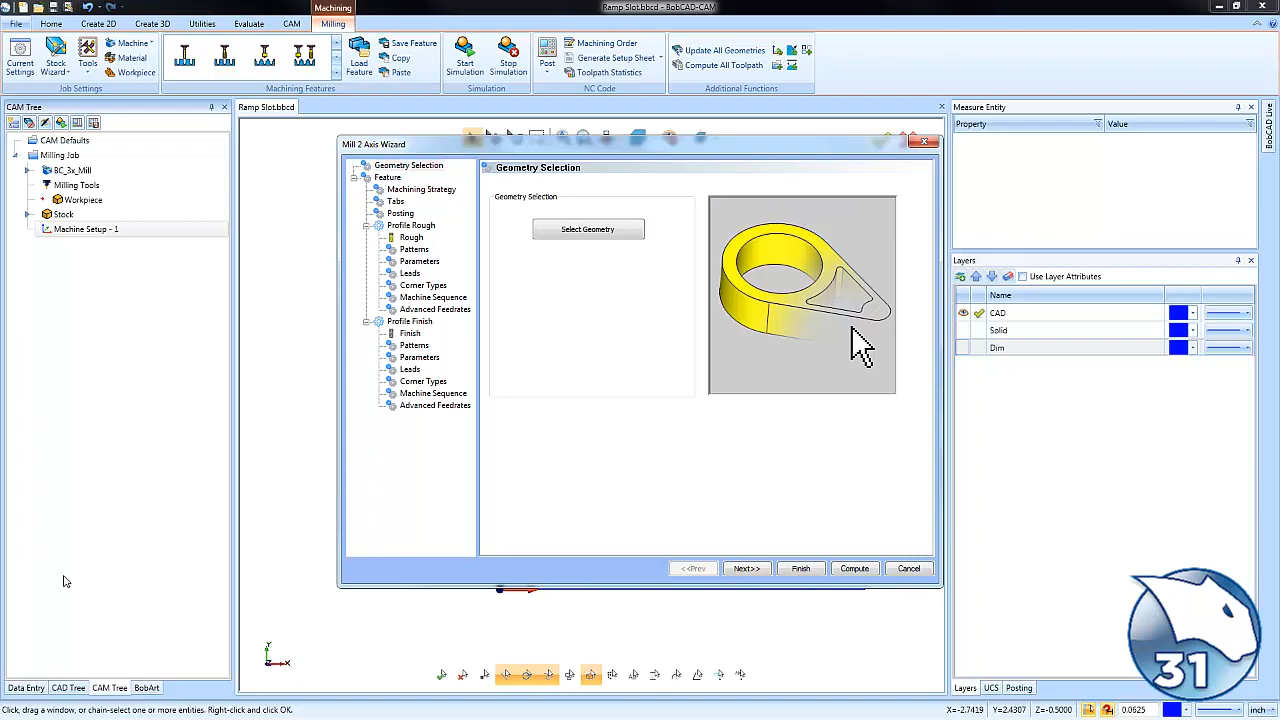 Machining
Ramp Slot.bbcd - BobCAD-CAM
File
Home
Create 2D
Create 3D
Utilities
Evaluate
CAM
Milling
Current Settings
Stock Wizard
Tools
Machine
Material
Workpiece
Load Feature
Save Feature
Copy
Paste
Start Simulation
Stop Simulation
Post
Machining Order
Generate Setup Sheet
Toolpath Statistics
Update All Geometries
Compute All Toolpath
Job Settings
Machining Features
Simulation
NC Code
Additional Functions
CAM Tree
Ramp Slot.bbcd
CAM Defaults
Milling Job
BC_3x_Mill
Milling Tools
Workpiece
Stock
Machine Setup - 1
Mill 2 Axis Wizard
Geometry Selection
Feature
Machining Strategy
Tabs
Posting
Profile Rough
Rough
Patterns
Parameters
Leads
Corner Types
Machine Sequence
Advanced Feedrates
Profile Finish
Finish
Patterns
Parameters
Leads
Corner Types
Machine Sequence
Advanced Feedrates
Geometry Selection
Geometry Selection
Select Geometry
<<Prev
Next>>
Finish
Compute
Cancel
Measure Entity
Property
Value
BobCAD Live
Layers
Use Layer Attributes
Name
CAD
Solid
Dim
31
Y
X
Z
Data Entry
CAD Tree
CAM Tree
BobArt
Layers
UCS
Posting
Click, drag a window, or chain-select one or more entities. Right-click and click OK.
X=-2.7419
Y=2.4307
Z=-0.5000
0.0625
inch